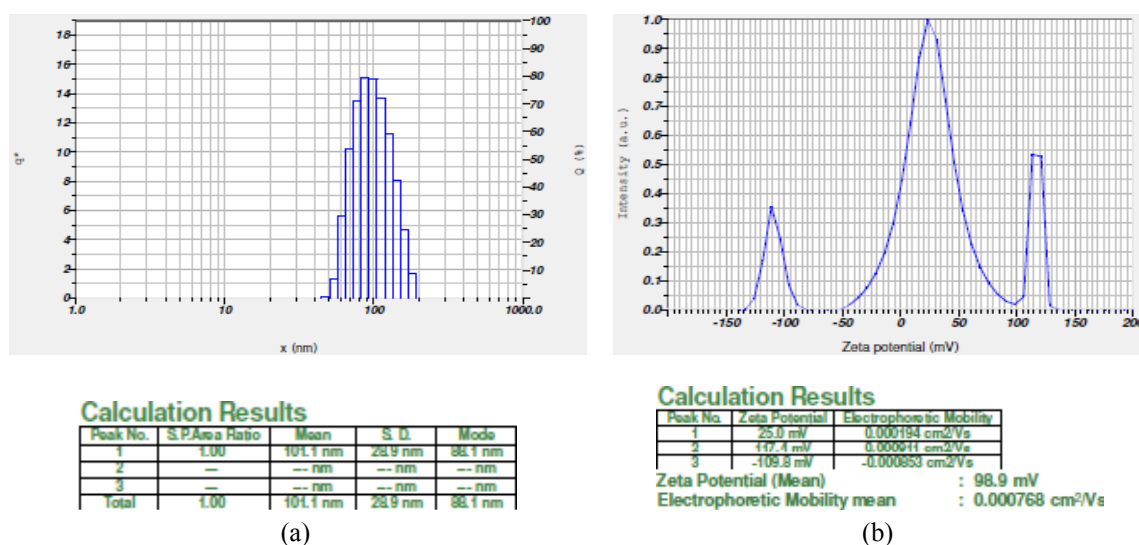 18
16
14
12
10
8
6
4
2
0
q*
100
90
80
70
60
50
40
30
20
10
Q (%)
1.0 10 100 1000.0
x (nm)
1.0
0.9
0.8
0.7
0.6
0.5
0.4
0.3
0.2
0.1
0.0
Intensity (a.u.)
-150 -100 -50 0 50 100 150 200
Zeta potential (mV)
Calculation Results
Peak No. S.P.Area Ratio Mean S. D. Mode
1 1.00 101.1 nm 28.9 nm 88.1 nm
2 --- --- nm --- nm --- nm
3 --- --- nm --- nm --- nm
Total 1.00 101.1 nm 28.9 nm 88.1 nm
(a)
Calculation Results
Peak No. Zeta Potential Electrophoretic Mobility
1 25.0 mV 0.000194 cm2/Vs
2 117.4 mV 0.000911 cm2/Vs
3 -109.8 mV -0.000853 cm2/Vs
Zeta Potential (Mean) : 98.9 mV
Electrophoretic Mobility mean : 0.000768 cm²/Vs
(b)